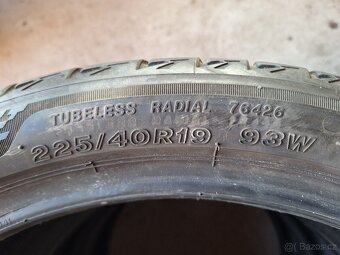 TUBELESS RADIAL 76426
225/40R19 93W
Bazos.cz